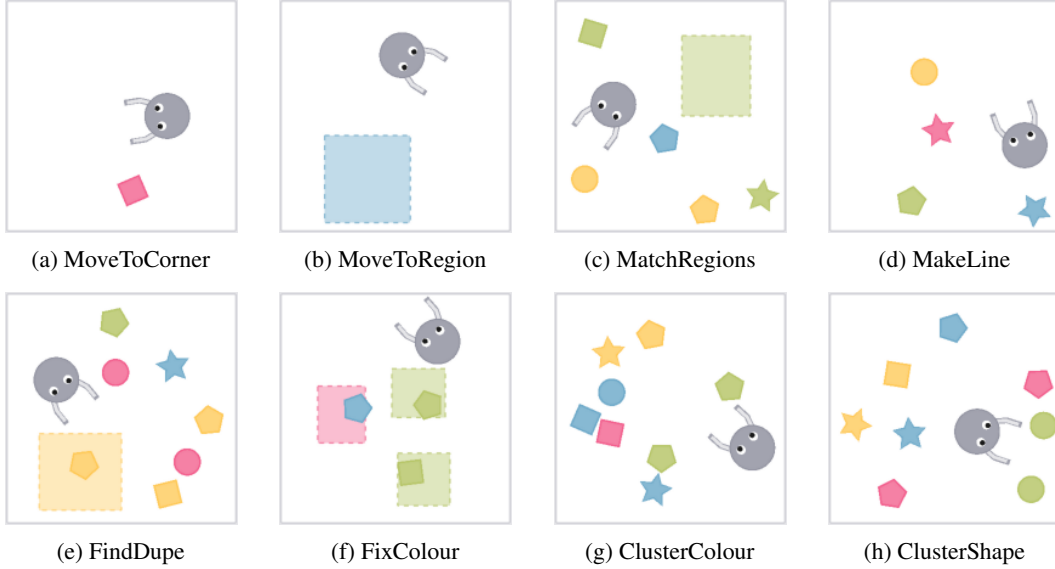 (a) MoveToCorner
(b) MoveToRegion
(c) MatchRegions
(d) MakeLine
(e) FindDupe
(f) FixColour
(g) ClusterColour
(h) ClusterShape